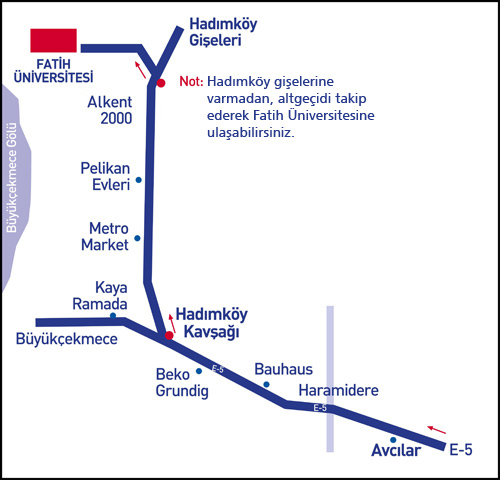 Hadımköy
Gişeleri
FATİH
ÜNİVERSİTESİ
Not: Hadımköy gişelerine
varmadan, altgeçidi takip
ederek Fatih Üniversitesine
ulaşabilirsiniz.
Alkent
2000
Büyükçekmece Gölü
Pelikan
Evleri
Metro
Market
Kaya
Ramada
Hadımköy
Kavşağı
Büyükçekmece
E-5
Beko
Grundig
Bauhaus
Haramidere
E-5
Avcılar
E-5